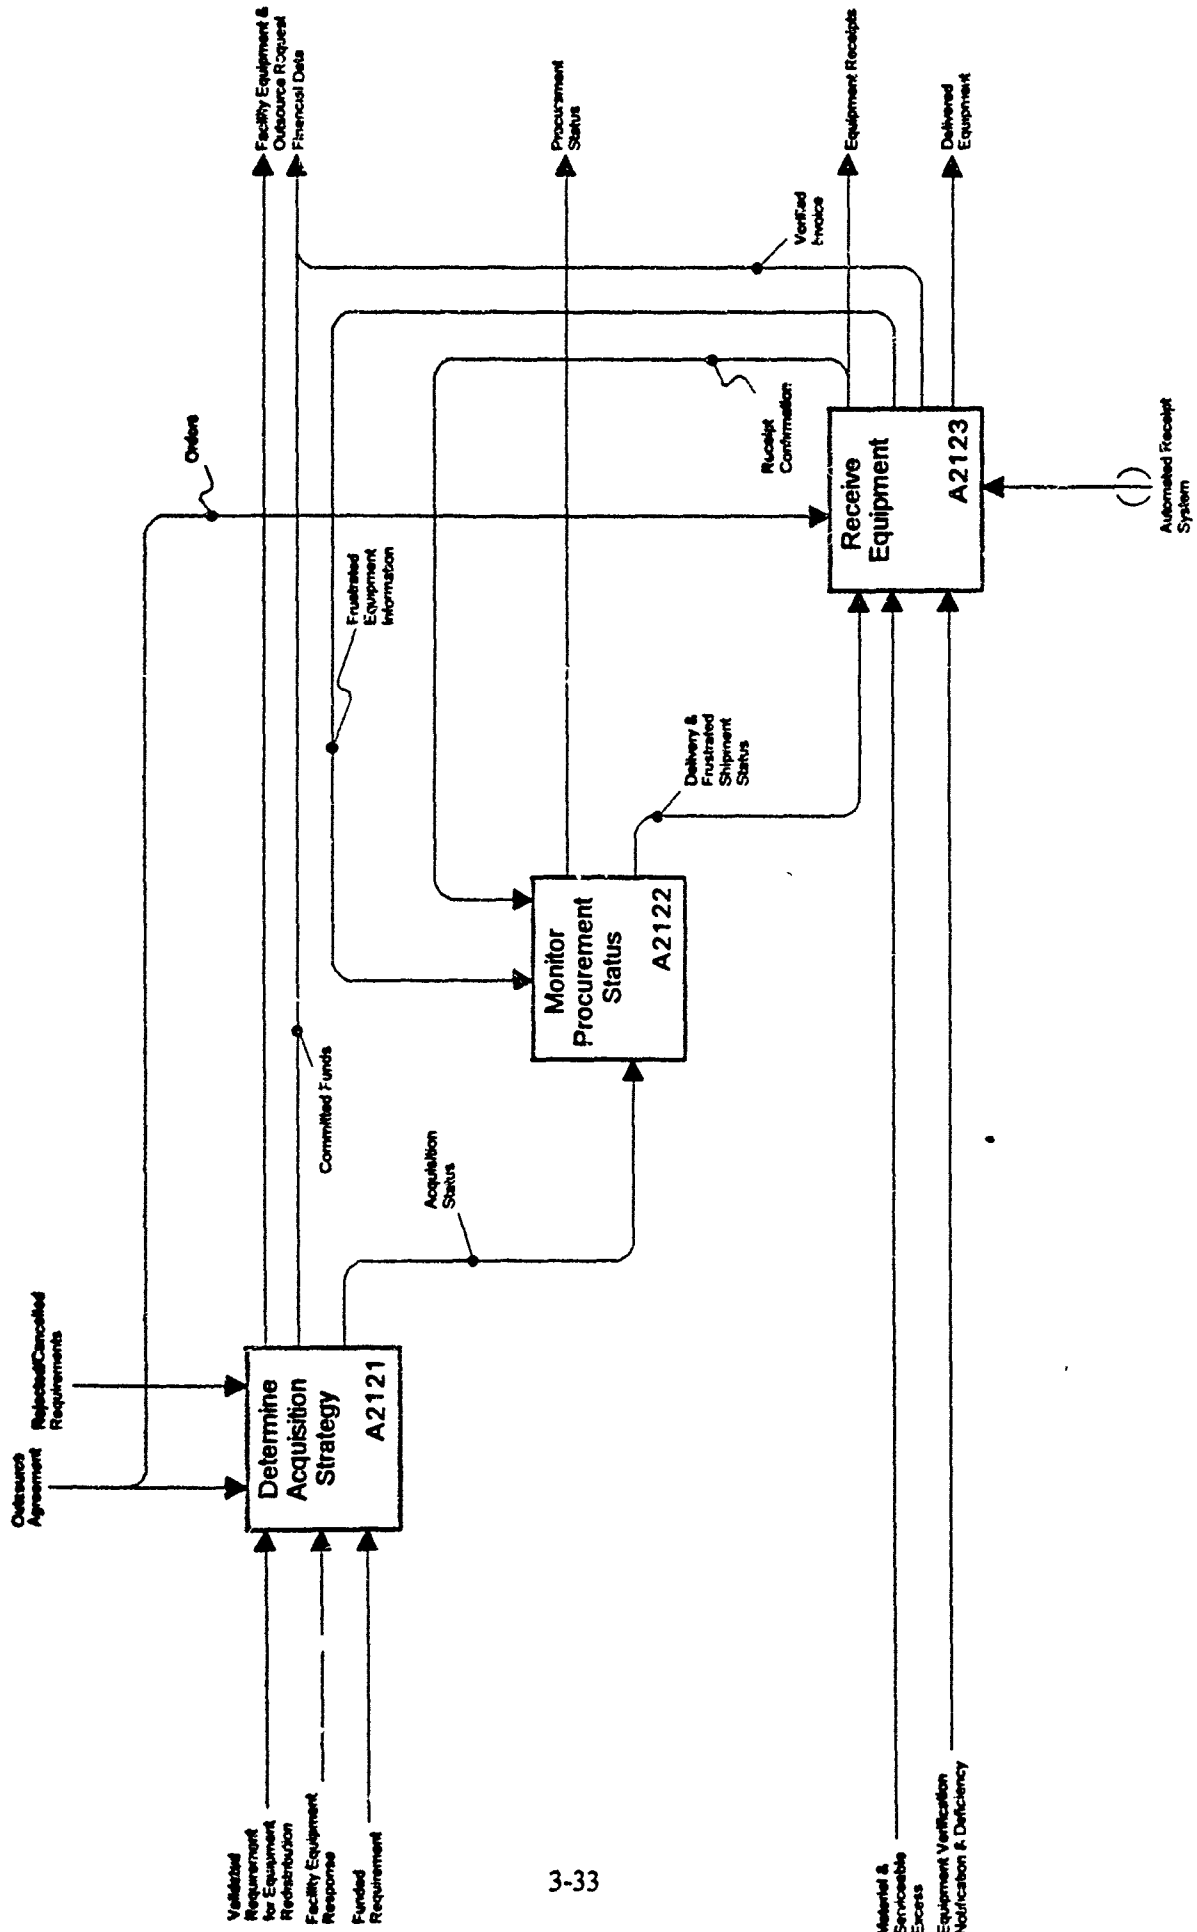 Outsource
Agreement
Rejected/Cancelled
Requirements
Orders
Facility Equipment &
Outsource Request
Financial Data
Validated
Requirement
for Equipment
Redistribution
Facility Equipment
Response
Funded
Requirement
Determine
Acquisition
Strategy
A2121
Committed Funds
Acquisition
Status
Frustrated
Equipment
Information
Procurement
Status
Monitor
Procurement
Status
A2122
Delivery &
Frustrated
Shipment
Status
Receipt
Confirmation
Verified
Invoice
Equipment Receipts
Delivered
Equipment
Receive
Equipment
A2123
Material &
Serviceable
Excess
Equipment Verification
Notification & Deficiency
Automated Receipt
System
3-33